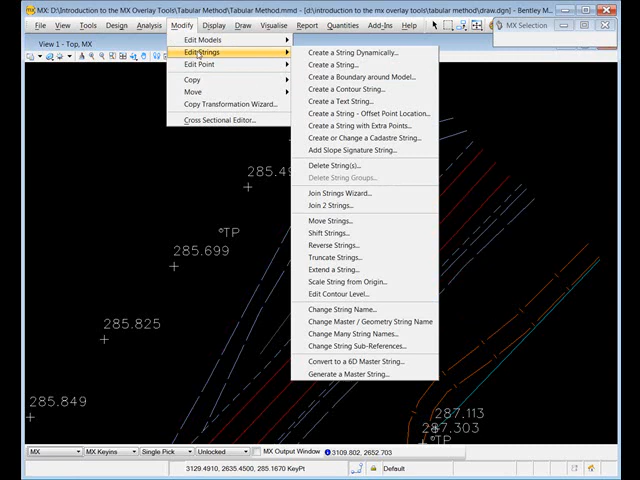 MX: D:\Introduction to the MX Overlay Tools\Tabular Method\Tabular Method.mmd - [d:\introduction to the mx overlay tools\tabular method\draw.dgn] - Bentley M...
MX Selection
File View Tools Design Analysis Modify Display Draw Visualise Report Quantities Add-Ins Help
View 1 - Top, MX
Edit Models
Edit Strings
Edit Point
Copy
Move
Copy Transformation Wizard...
Cross Sectional Editor...
Create a String Dynamically...
Create a String...
Create a Boundary around Model...
Create a Contour String...
Create a Text String...
Create a String - Offset Point Location...
Create a String with Extra Points...
Create or Change a Cadastre String...
Add Slope Signature String...
Delete String(s)...
Delete String Groups...
Join Strings Wizard...
Join 2 Strings...
Move Strings...
Shift Strings...
Reverse Strings...
Truncate Strings...
Extend a String...
Scale String from Origin...
Edit Contour Level...
Change String Name...
Change Master / Geometry String Name
Change Many String Names...
Change String Sub-References...
Convert to a 6D Master String...
Generate a Master String...
TP
285.699
285.825
285.849
287.113
287.303
TP
MX MX Keyins Single Pick Unlocked MX Output Window 3109.802, 2652.703
3129.4910, 2635.4500, 285.1670 KeyPt Default